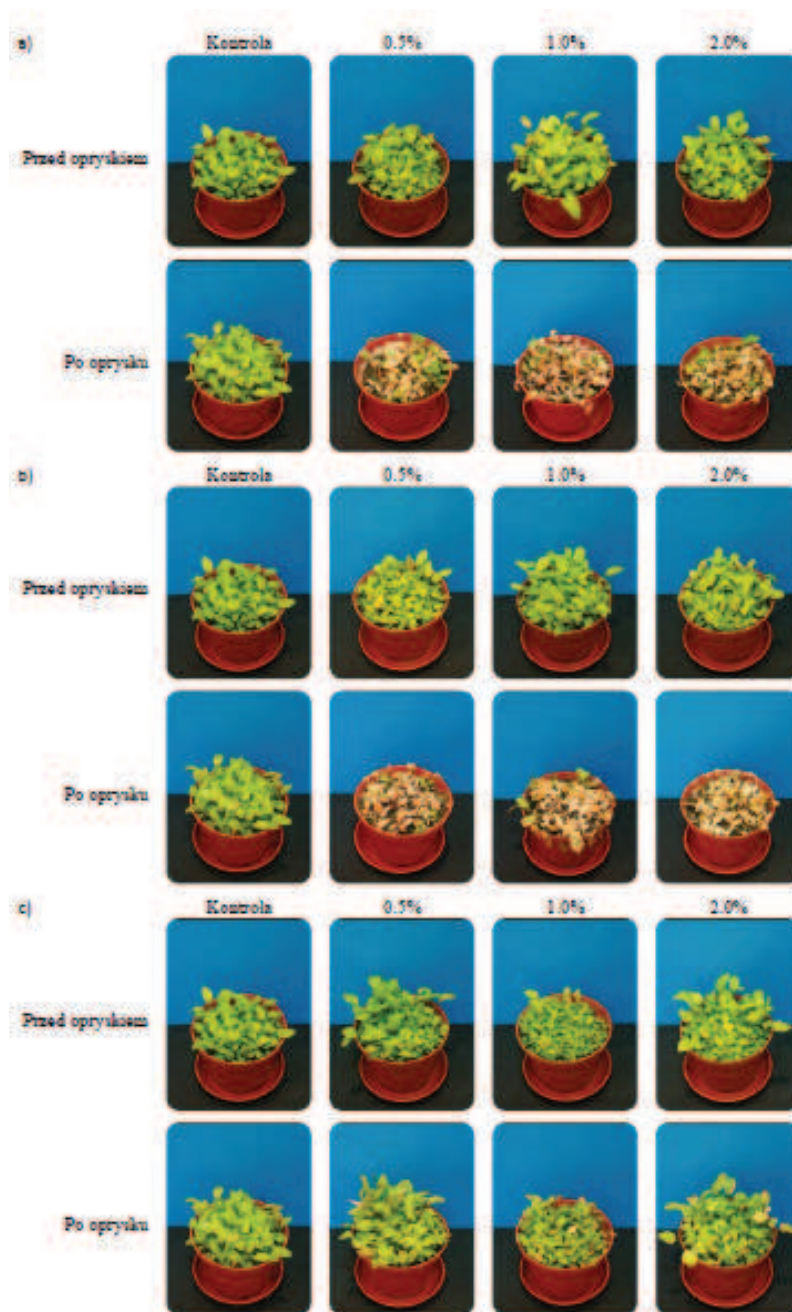 a) Kontrola 0.5% 1.0% 2.0%
Przed opryskiem
Po oprysku
b) Kontrola 0.5% 1.0% 2.0%
Przed opryskiem
Po oprysku
c) Kontrola 0.5% 1.0% 2.0%
Przed opryskiem
Po oprysku